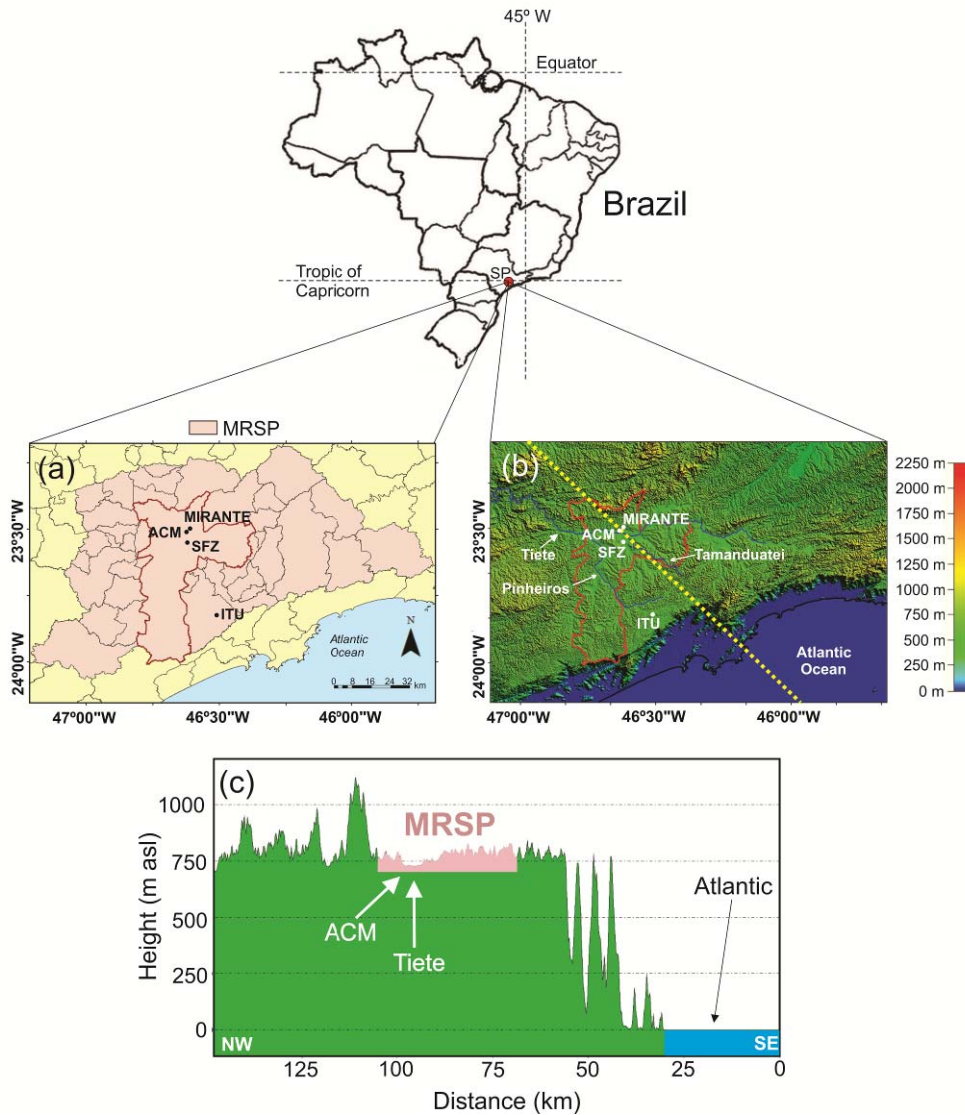 45º W
Equator
Brazil
Tropic of
Capricorn
SP
MRSP
(a)
MIRANTE
ACM
SFZ
ITU
Atlantic
Ocean
N
0 4 8 16 24 32
km
23°30"W
24°00"W
47°00"W
46°30"W
46°00"W
(b)
MIRANTE
ACM
SFZ
Tiete
Tamanduatei
Pinheiros
ITU
Atlantic
Ocean
23°30"W
24°00"W
47°00"W
46°30"W
46°00"W
2250 m
2000 m
1750 m
1500 m
1250 m
1000 m
750 m
500 m
250 m
0 m
(c)
MRSP
ACM
Tiete
Atlantic
Height (m asl)
1000
750
500
250
0
NW
SE
125
100
75
50
25
0
Distance (km)